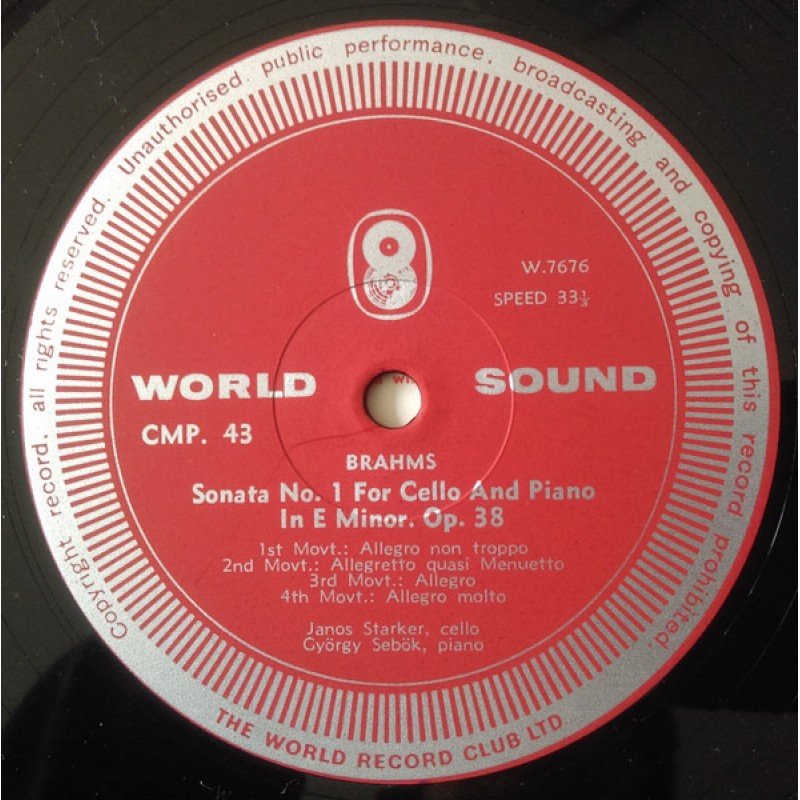 Copyright record. all rights reserved. Unauthorised. public performance, broadcasting and copying of this record prohibited.
W.7676
SPEED 33⅓
WORLD SOUND
CMP. 43
BRAHMS
Sonata No. 1 For Cello And Piano
In E Minor. Op. 38
1st Movt.: Allegro non troppo
2nd Movt.: Allegretto quasi Menuetto
3rd Movt.: Allegro
4th Movt.: Allegro molto
Janos Starker, cello
György Sebök, piano
THE WORLD RECORD CLUB LTD